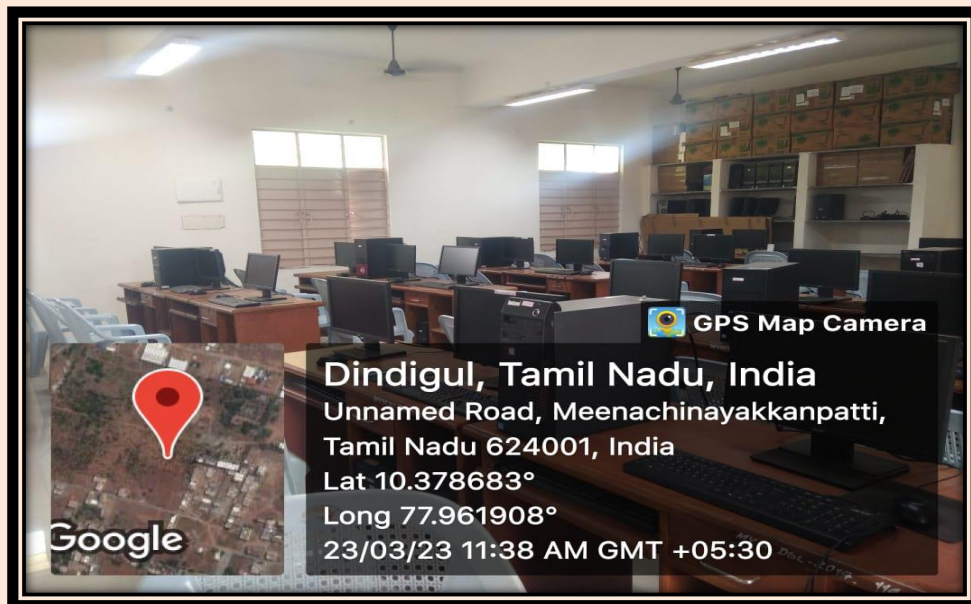 GPS Map Camera
Dindigul, Tamil Nadu, India
Unnamed Road, Meenachinayakkanpatti,
Tamil Nadu 624001, India
Lat 10.378683°
Long 77.961908°
23/03/23 11:38 AM GMT +05:30
Google